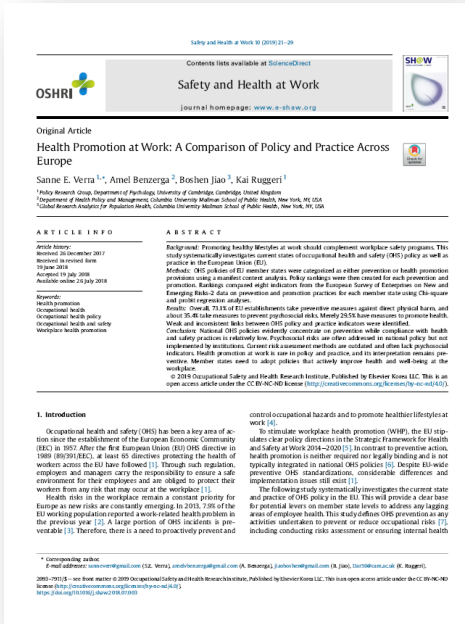 Safety and Health at Work 10 (2019) 21–29
Contents lists available at ScienceDirect
Safety and Health at Work
journal homepage: www.e-shaw.org
OSHRI
SH@W
Original Article
Health Promotion at Work: A Comparison of Policy and Practice Across
Europe
Sanne E. Verra 1,*, Amel Benzerga 2, Boshen Jiao 3, Kai Ruggeri 1
1 Policy Research Group, Department of Psychology, University of Cambridge, Cambridge, United Kingdom
2 Department of Health Policy and Management, Columbia University Mailman School of Public Health, New York, NY, USA
3 Global Research Analytics for Population Health, Columbia University Mailman School of Public Health, New York, NY, USA
ARTICLE INFO
Article history:
Received 26 December 2017
Received in revised form
19 June 2018
Accepted 19 July 2018
Available online 26 July 2018
Keywords:
Health promotion
Occupational health
Occupational health policy
Occupational health and safety
Workplace health promotion
ABSTRACT
Background: Promoting healthy lifestyles at work should complement workplace safety programs. This
study systematically investigates current states of occupational health and safety (OHS) policy as well as
practice in the European Union (EU).
Methods: OHS policies of EU member states were categorized as either prevention or health promotion
provisions using a manifest content analysis. Policy rankings were then created for each prevention and
promotion. Rankings compared eight indicators from the European Survey of Enterprises on New and
Emerging Risks-2 data on prevention and promotion practices for each member state using Chi-square
and probit regression analyses.
Results: Overall, 73.1% of EU establishments take preventive measures against direct physical harm, and
about 35.4% take measures to prevent psychosocial risks. Merely 29.5% have measures to promote health.
Weak and inconsistent links between OHS policy and practice indicators were identified.
Conclusion: National OHS policies evidently concentrate on prevention while compliance with health
and safety practices is relatively low. Psychosocial risks are often addressed in national policy but not
implemented by institutions. Current risk assessment methods are outdated and often lack psychosocial
indicators. Health promotion at work is rare in policy and practice, and its interpretation remains pre-
ventive. Member states need to adopt policies that actively improve health and well-being at the
workplace.
© 2019 Occupational Safety and Health Research Institute, Published by Elsevier Korea LLC. This is an
open access article under the CC BY-NC-ND license (http://creativecommons.org/licenses/by-nc-nd/4.0/).
1. Introduction
Occupational health and safety (OHS) has been a key area of ac-
tion since the establishment of the European Economic Community
(EEC) in 1957. After the first European Union (EU) OHS directive in
1989 (89/391/EEC), at least 65 directives protecting the health of
workers across the EU have followed [1]. Through such regulation,
employers and managers carry the responsibility to ensure a safe
environment for their employees and are obliged to protect their
workers from any risk that may occur at the workplace [1].
Health risks in the workplace remain a constant priority for
Europe as new risks are constantly emerging. In 2013, 7.9% of the
EU working population reported a work-related health problem in
the previous year [2]. A large portion of OHS incidents is pre-
ventable [3]. Therefore, there is a need to proactively prevent and
control occupational hazards and to promote healthier lifestyles at
work [4].
To stimulate workplace health promotion (WHP), the EU stip-
ulates clear policy directions in the Strategic Framework for Health
and Safety at Work 2014–2020 [5]. In contrast to preventive action,
health promotion is neither required nor legally binding and is not
typically integrated in national OHS policies [6]. Despite EU-wide
preventive OHS standardizations, considerable differences and
implementation issues still exist [1].
The following study systematically investigates the current state
and practice of OHS policy in the EU. This will provide a clear base
for potential levers on member state levels to address any lagging
areas of employee health. This study defines OHS prevention as any
activities undertaken to prevent or reduce occupational risks [7],
including conducting risks assessment or ensuring internal health
* Corresponding author.
E-mail addresses: sannever@gmail.com (S.E. Verra), amelvbenzerga@gmail.com (A. Benzerga), jiaoboshen@gmail.com (B. Jiao), (K. Ruggeri).
2093-7911/$ – see front matter © 2019 Occupational Safety and Health Research Institute, Published by Elsevier Korea LLC. This is an open access article under the CC BY-NC-ND
license (http://creativecommons.org/licenses/by-nc-nd/4.0/).
https://doi.org/10.1016/j.shaw.2018.07.003